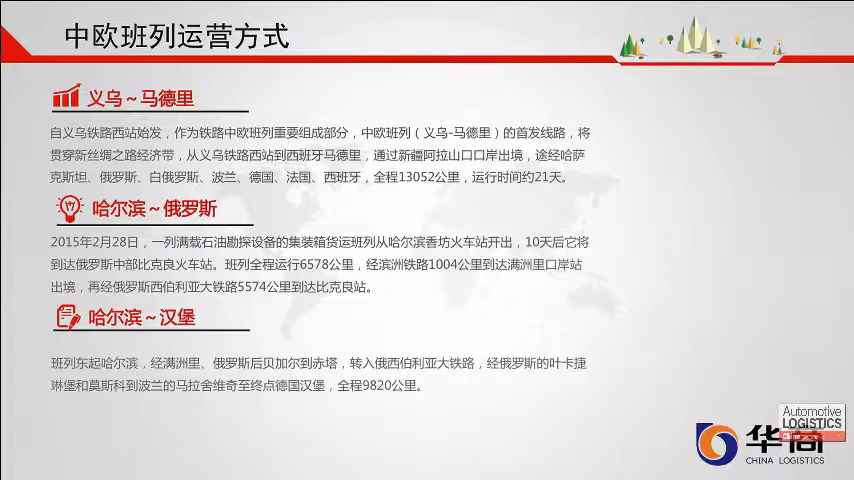 中欧班列运营方式
义乌～马德里
自义乌铁路西站始发，作为铁路中欧班列重要组成部分，中欧班列（义乌-马德里）的首发线路，将
贯穿新丝绸之路经济带，从义乌铁路西站到西班牙马德里，通过新疆阿拉山口口岸出境，途经哈萨
克斯坦、俄罗斯、白俄罗斯、波兰、德国、法国、西班牙，全程13052公里，运行时间约21天。
哈尔滨～俄罗斯
2015年2月28日，一列满载石油勘探设备的集装箱货运班列从哈尔滨香坊火车站开出，10天后它将
到达俄罗斯中部比克良火车站。班列全程运行6578公里，经滨洲铁路1004公里到达满洲里口岸站
出境，再经俄罗斯西伯利亚大铁路5574公里到达比克良站。
哈尔滨～汉堡
班列东起哈尔滨，经满洲里、俄罗斯后贝加尔到赤塔，转入俄西伯利亚大铁路，经俄罗斯的叶卡捷
琳堡和莫斯科到波兰的马拉舍维奇至终点德国汉堡，全程9820公里。
Automotive
LOGISTICS
China
华商
CHINA LOGISTICS